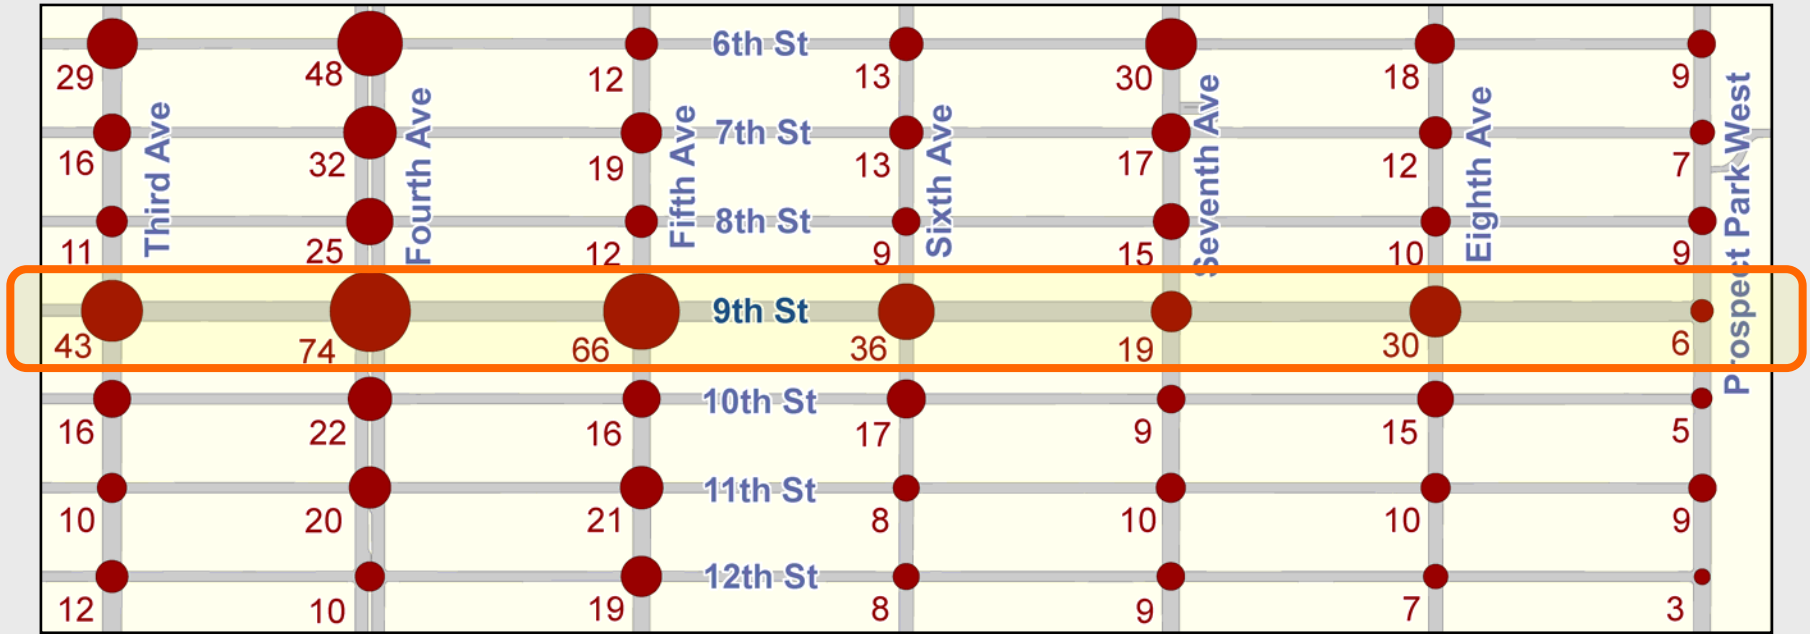 6th St
29 48 12 13 30 18 9
Third Ave
Fourth Ave
Fifth Ave
Sixth Ave
Seventh Ave
Eighth Ave
Prospect Park West
7th St
16 32 19 13 17 12 7
8th St
11 25 12 9 15 10 9
9th St
43 74 66 36 19 30 6
10th St
16 22 16 17 9 15 5
11th St
10 20 21 8 10 10 9
12th St
12 10 19 8 9 7 3